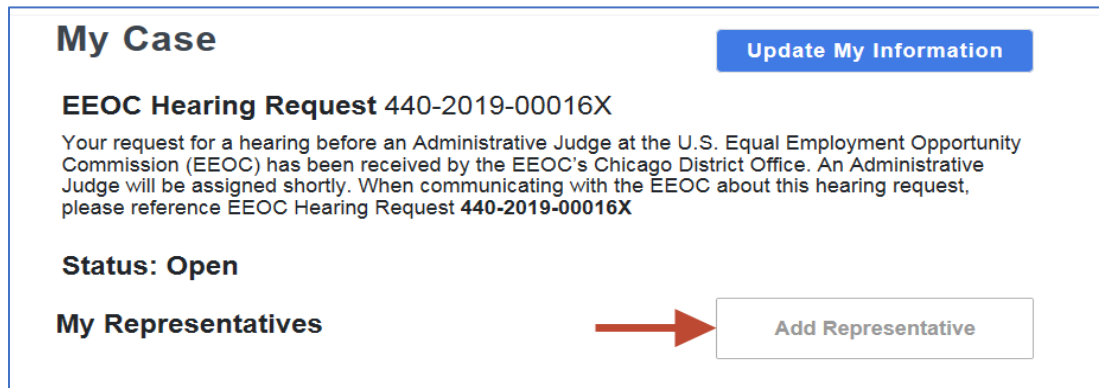 My Case
Update My Information
EEOC Hearing Request 440-2019-00016X
Your request for a hearing before an Administrative Judge at the U.S. Equal Employment Opportunity
Commission (EEOC) has been received by the EEOC's Chicago District Office. An Administrative
Judge will be assigned shortly. When communicating with the EEOC about this hearing request,
please reference EEOC Hearing Request 440-2019-00016X
Status: Open
My Representatives
Add Representative